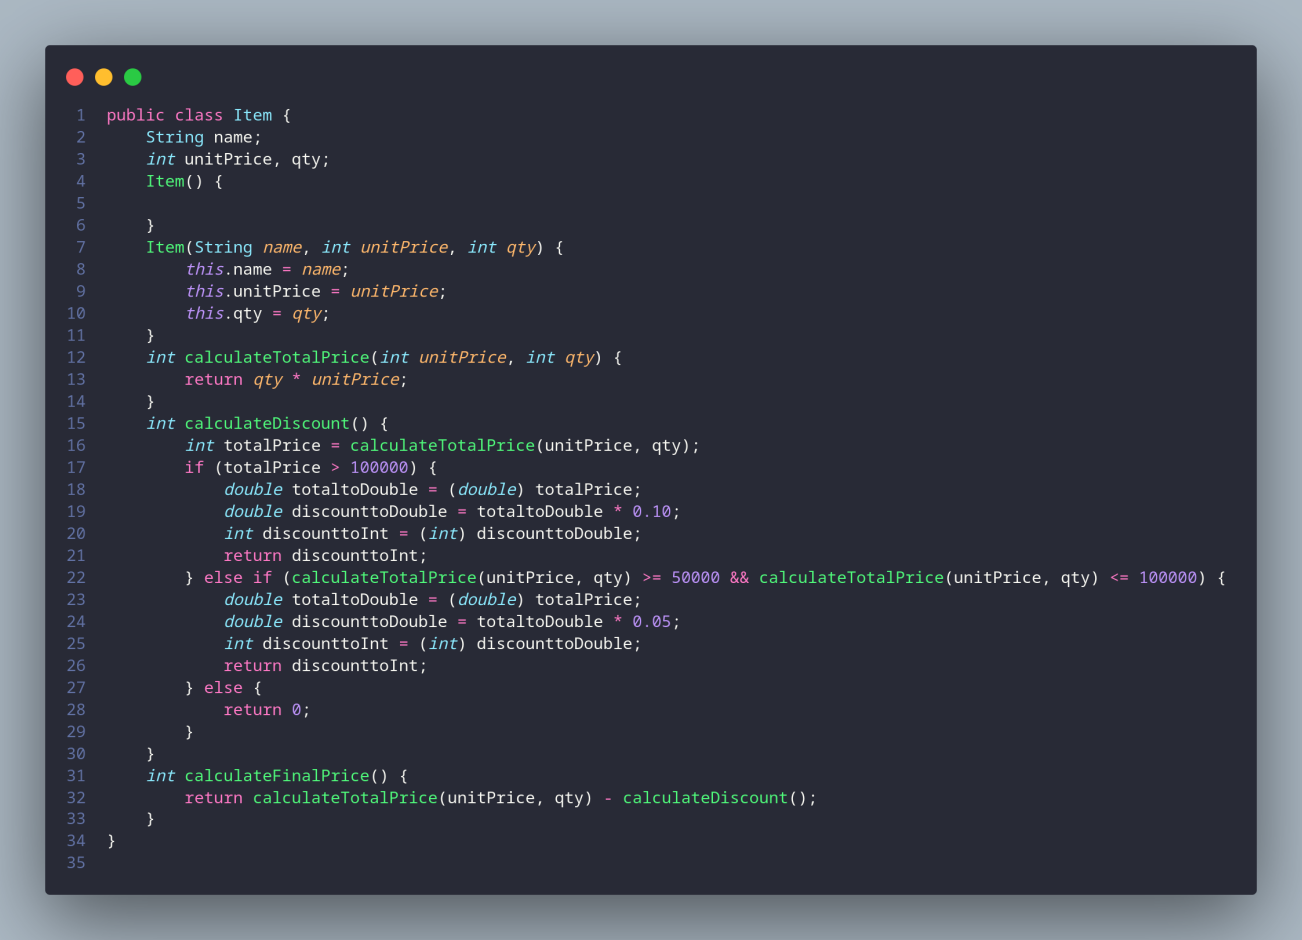 1 public class Item {
2     String name;
3     int unitPrice, qty;
4     Item() {
5
6     }
7     Item(String name, int unitPrice, int qty) {
8         this.name = name;
9         this.unitPrice = unitPrice;
10         this.qty = qty;
11     }
12     int calculateTotalPrice(int unitPrice, int qty) {
13         return qty * unitPrice;
14     }
15     int calculateDiscount() {
16         int totalPrice = calculateTotalPrice(unitPrice, qty);
17         if (totalPrice > 100000) {
18             double totaltoDouble = (double) totalPrice;
19             double discounttoDouble = totaltoDouble * 0.10;
20             int discounttoInt = (int) discounttoDouble;
21             return discounttoInt;
22         } else if (calculateTotalPrice(unitPrice, qty) >= 50000 && calculateTotalPrice(unitPrice, qty) <= 100000) {
23             double totaltoDouble = (double) totalPrice;
24             double discounttoDouble = totaltoDouble * 0.05;
25             int discounttoInt = (int) discounttoDouble;
26             return discounttoInt;
27         } else {
28             return 0;
29         }
30     }
31     int calculateFinalPrice() {
32         return calculateTotalPrice(unitPrice, qty) - calculateDiscount();
33     }
34 }
35